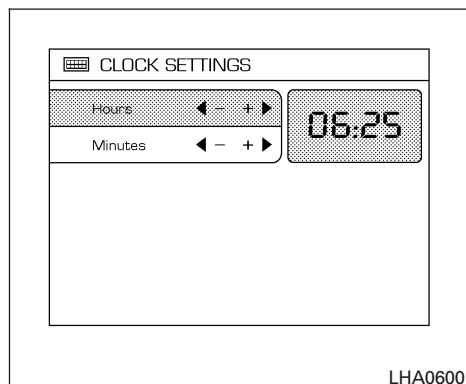 CLOCK SETTINGS
Hours ◀ − + ▶
06:25
Minutes ◀ − + ▶
LHA0600